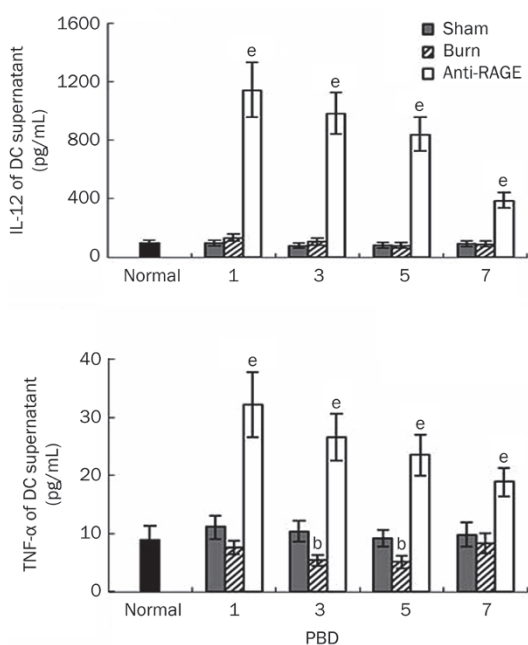 1600
1200
800
400
0
IL-12 of DC supernatant
(pg/mL)
Sham
Burn
Anti-RAGE
e
e
e
e
Normal 1 3 5 7
40
30
20
10
0
TNF-α of DC supernatant
(pg/mL)
e
e
e
e
b
b
Normal 1 3 5 7
PBD